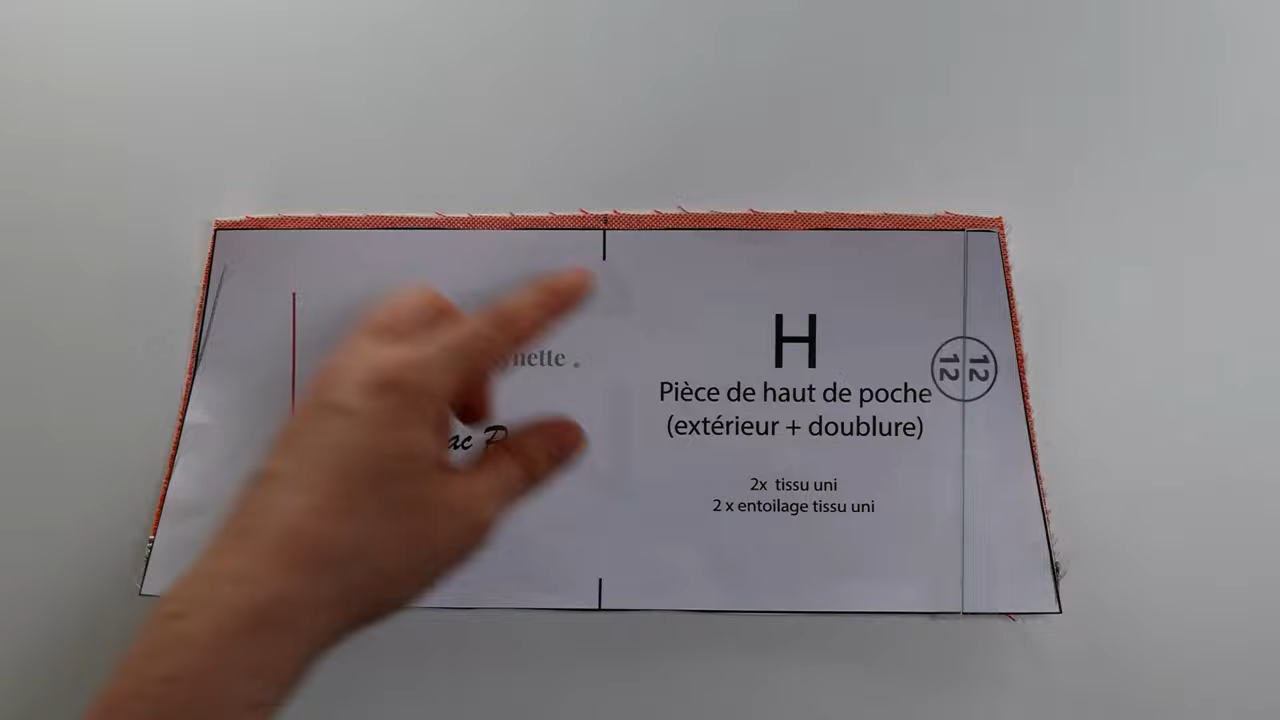 H
Pièce de haut de poche
(extérieur + doublure)
2x tissu uni
2 x entoilage tissu uni
12
12